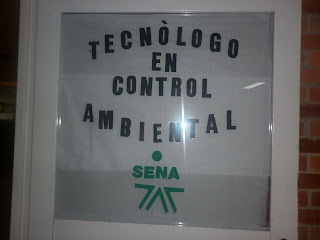 TECNÒLOGO
EN
CONTROL
AMBIENTAL
SENA